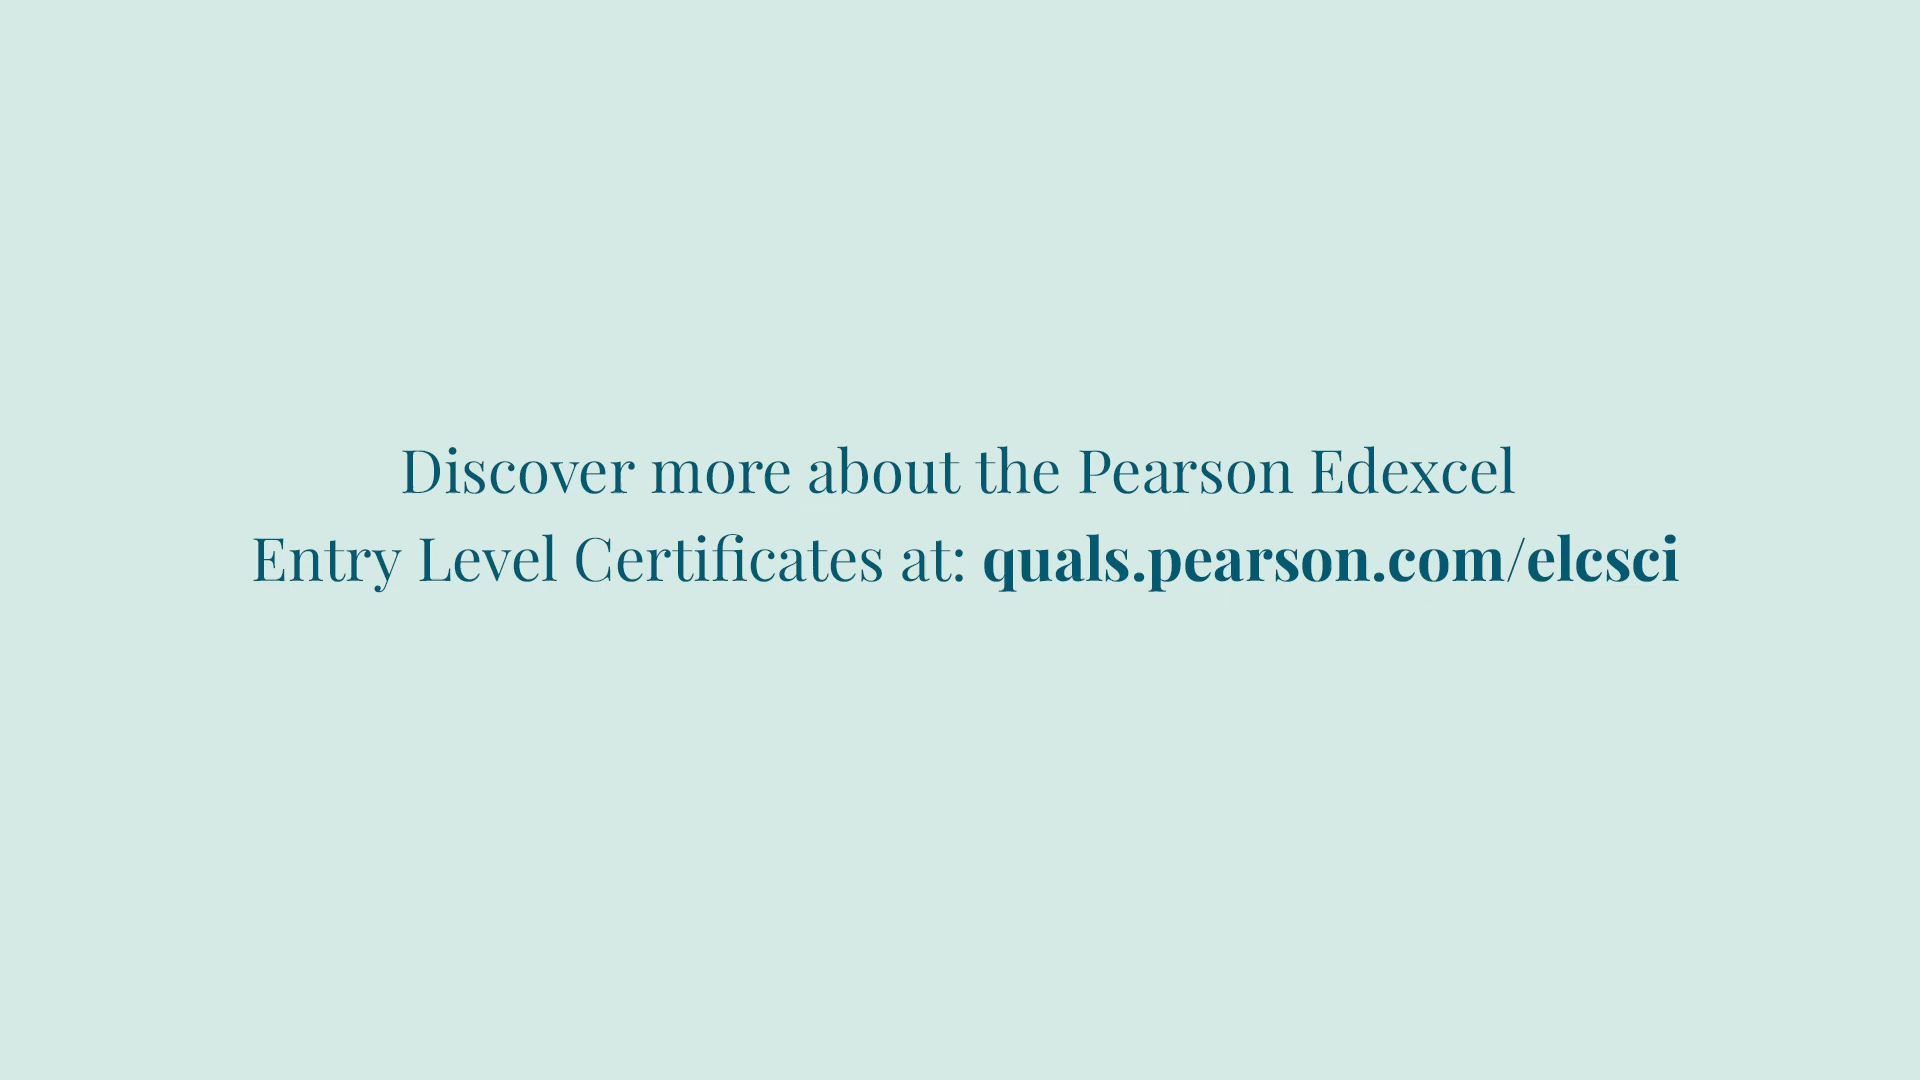 Discover more about the Pearson Edexcel
Entry Level Certificates at: quals.pearson.com/elcsci